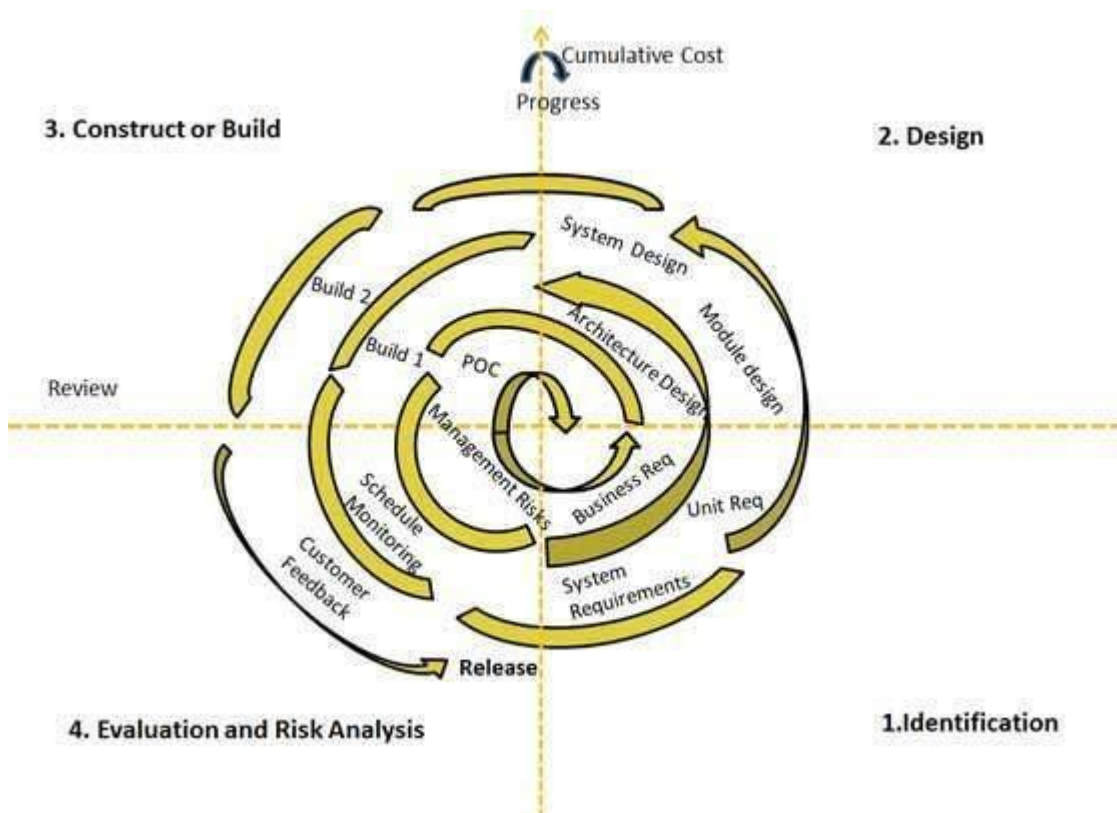 Cumulative Cost
Progress
3. Construct or Build
2. Design
System Design
Build 2
Module design
Architecture Design
Build 1
POC
Review
Management Risks
Business Req
Unit Req
Schedule
Monitoring
System
Requirements
Customer
Feedback
Release
4. Evaluation and Risk Analysis
1.Identification